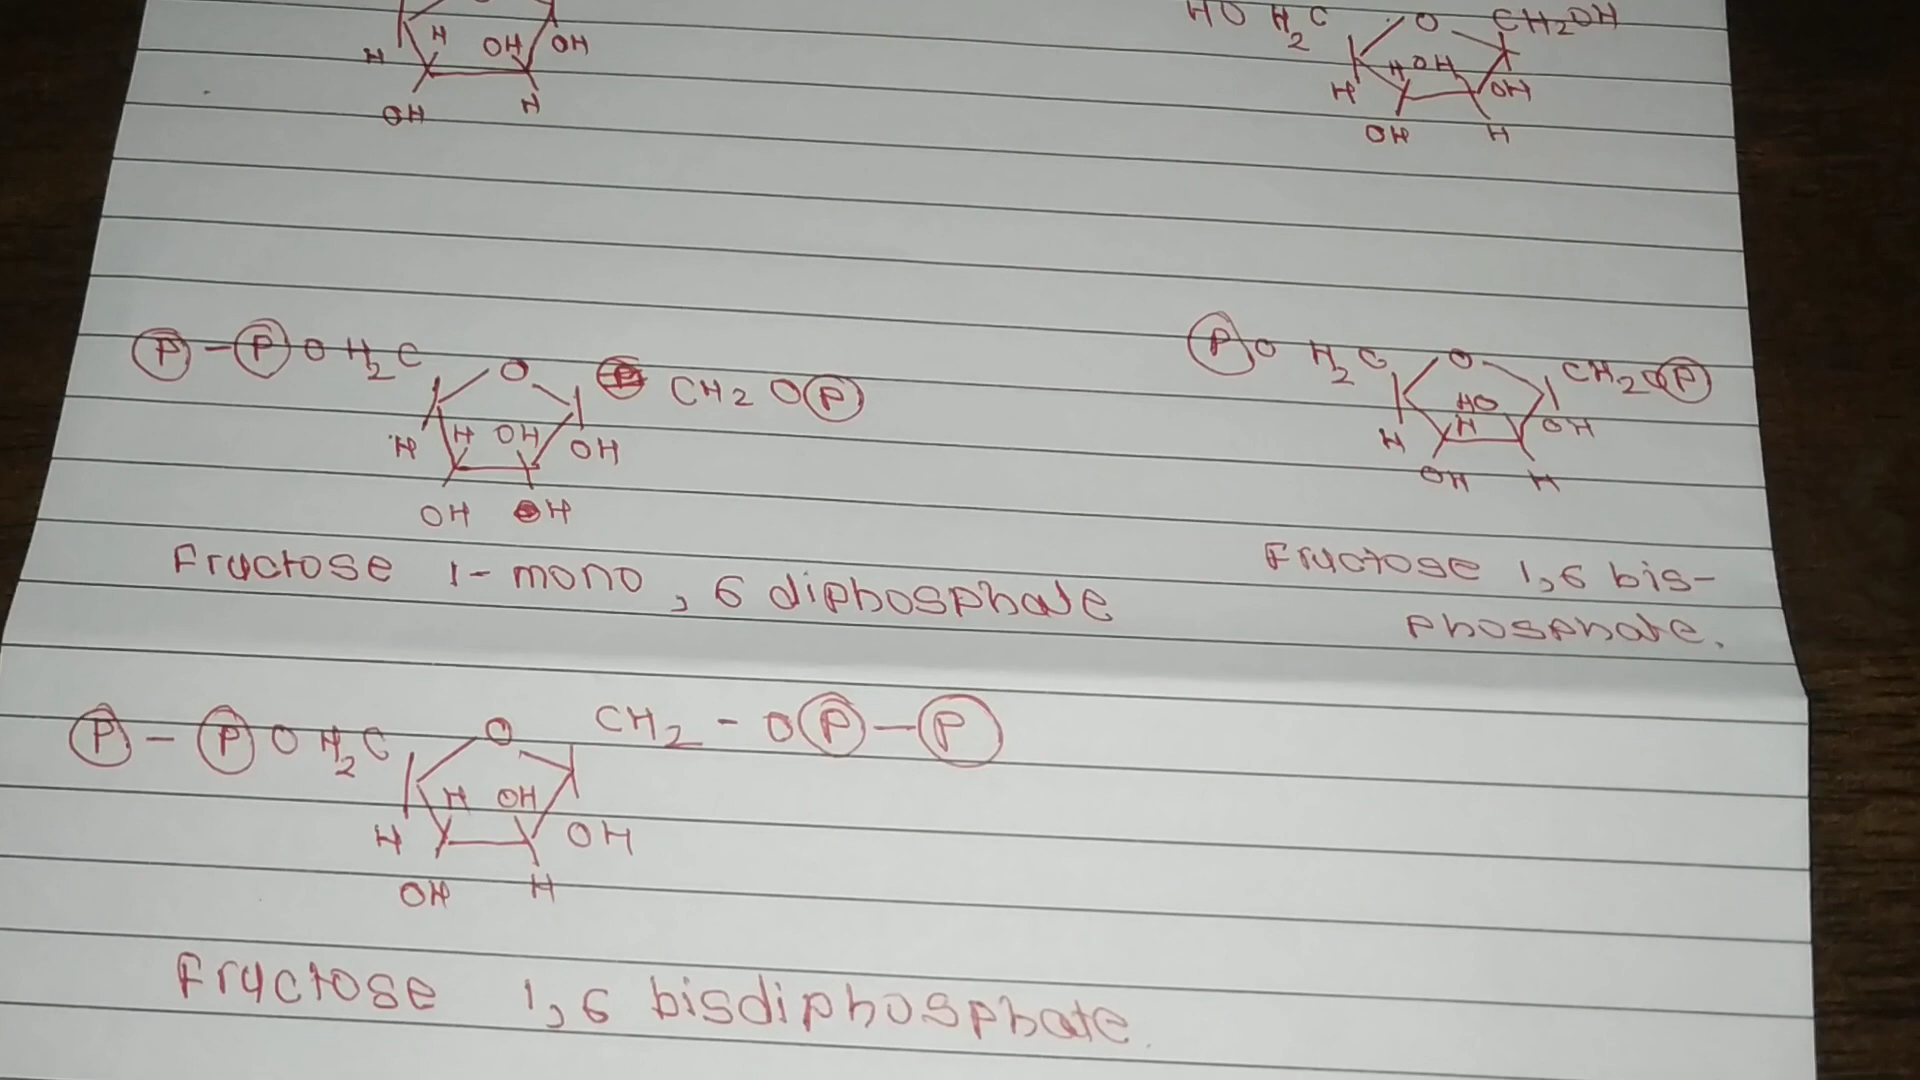 HO H2C O CH2OH
H OH OH
H H OH OH
H
OH H
OH H
P - P O H2C O CH2 O P
H H OH OH
OH H
P O H2C O CH2 O P
HO
H H OH
OH H
Fructose 1-mono, 6 diphosphate
Fructose 1,6 bis-
phosphate.
P - P O H2C O CH2 - O P - P
H OH
H OH
OH H
Fructose 1,6 bisdiphosphate.